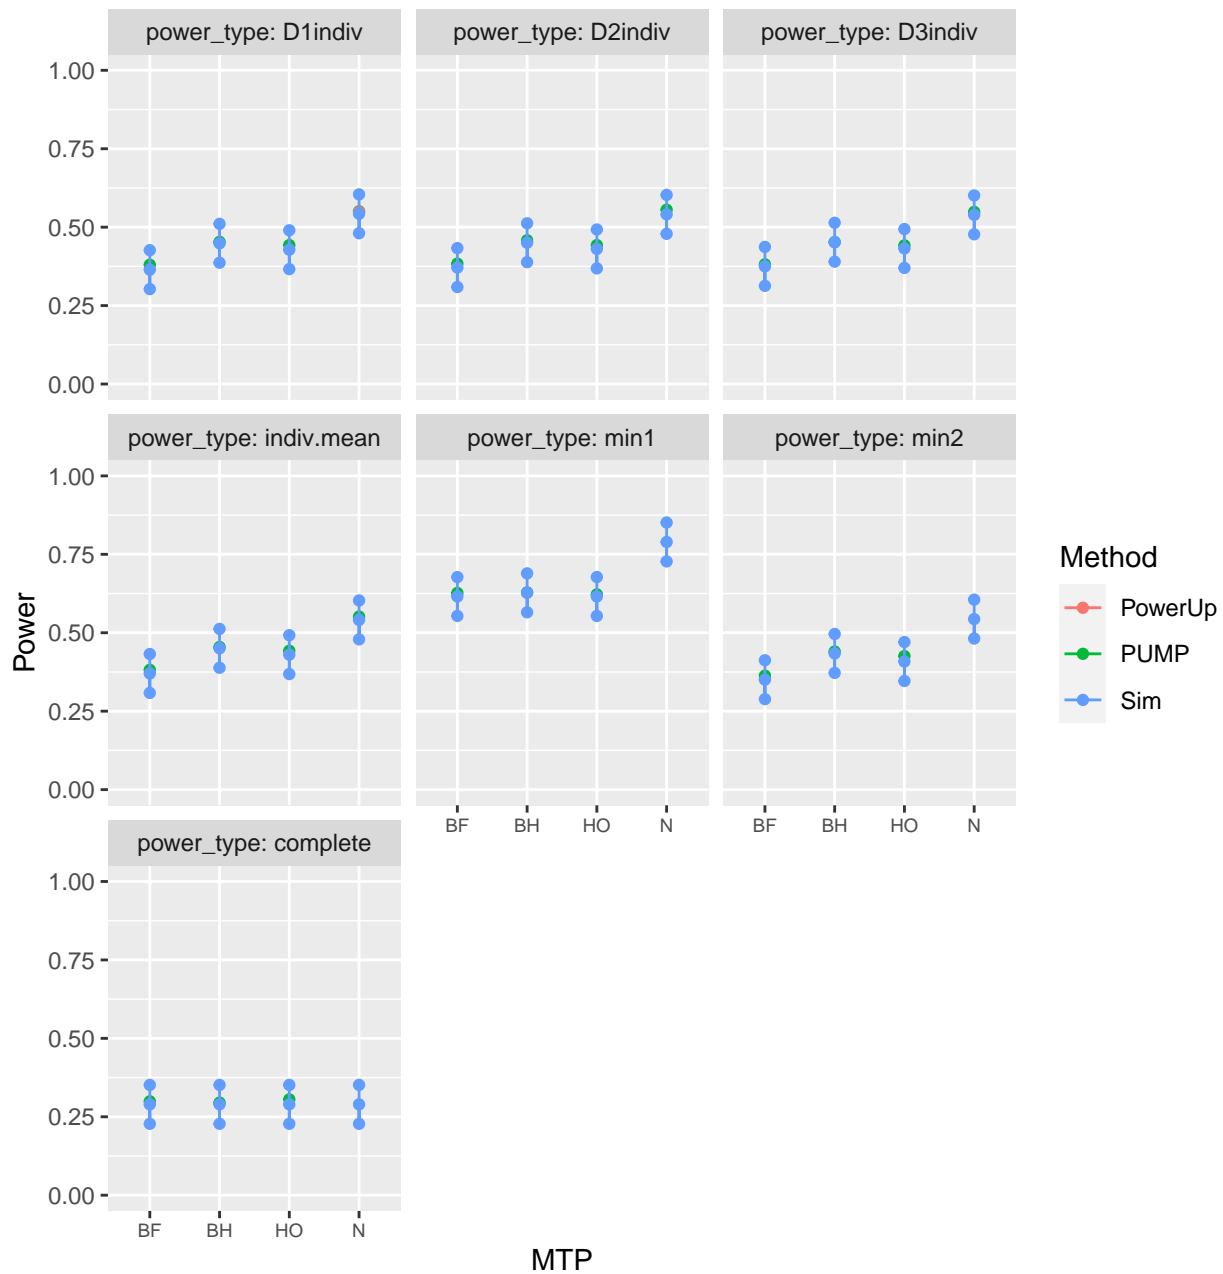 power_type: D1indiv
power_type: D2indiv
power_type: D3indiv
1.00
0.75
0.50
0.25
0.00
power_type: indiv.mean
power_type: min1
power_type: min2
1.00
0.75
0.50
0.25
0.00
BF BH HO N
BF BH HO N
power_type: complete
1.00
0.75
0.50
0.25
0.00
BF BH HO N
MTP
Power
Method
PowerUp
PUMP
Sim